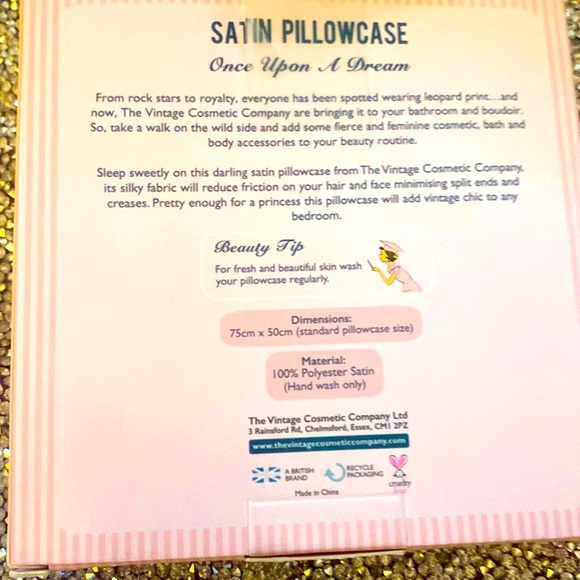 SATIN PILLOWCASE
Once Upon A Dream
From rock stars to royalty, everyone has been spotted wearing leopard print...and
now, The Vintage Cosmetic Company are bringing it to your bathroom and boudoir.
So, take a walk on the wild side and add some fierce and feminine cosmetic, bath and
body accessories to your beauty routine.
Sleep sweetly on this darling satin pillowcase from The Vintage Cosmetic Company,
its silky fabric will reduce friction on your hair and face minimising split ends and
creases. Pretty enough for a princess this pillowcase will add vintage chic to any
bedroom.
Beauty Tip
For fresh and beautiful skin wash
your pillowcase regularly.
Dimensions:
75cm x 50cm (standard pillowcase size)
Material:
100% Polyester Satin
(Hand wash only)
The Vintage Cosmetic Company Ltd
3 Rainsford Rd, Chelmsford, Essex, CM1 2PZ
www.thevintagecosmeticcompany.com
A BRITISH
BRAND
RECYCLE
PACKAGING
cruelty
free
Made in China